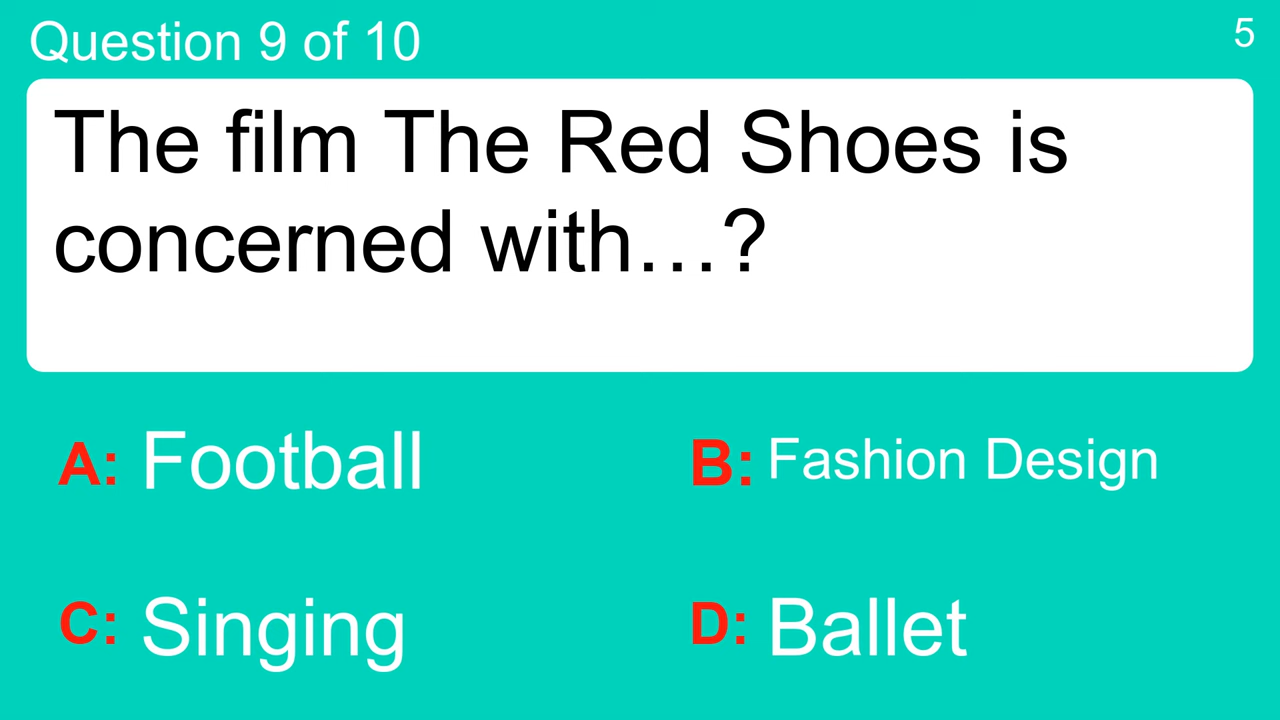 Question 9 of 10
5
The film The Red Shoes is
concerned with…?
A: Football
B: Fashion Design
C: Singing
D: Ballet